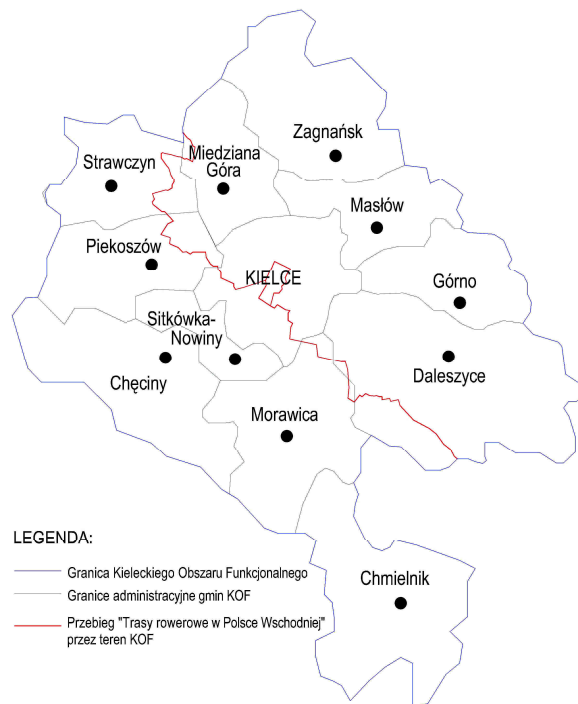 Zagnańsk
Miedziana
Góra
Strawczyn
Masłów
Piekoszów
KIELCE
Górno
Sitkówka-
Nowiny
Chęciny
Daleszyce
Morawica
LEGENDA:
Granica Kieleckiego Obszaru Funkcjonalnego
Granice administracyjne gmin KOF
Przebieg "Trasy rowerowe w Polsce Wschodniej"
przez teren KOF
Chmielnik